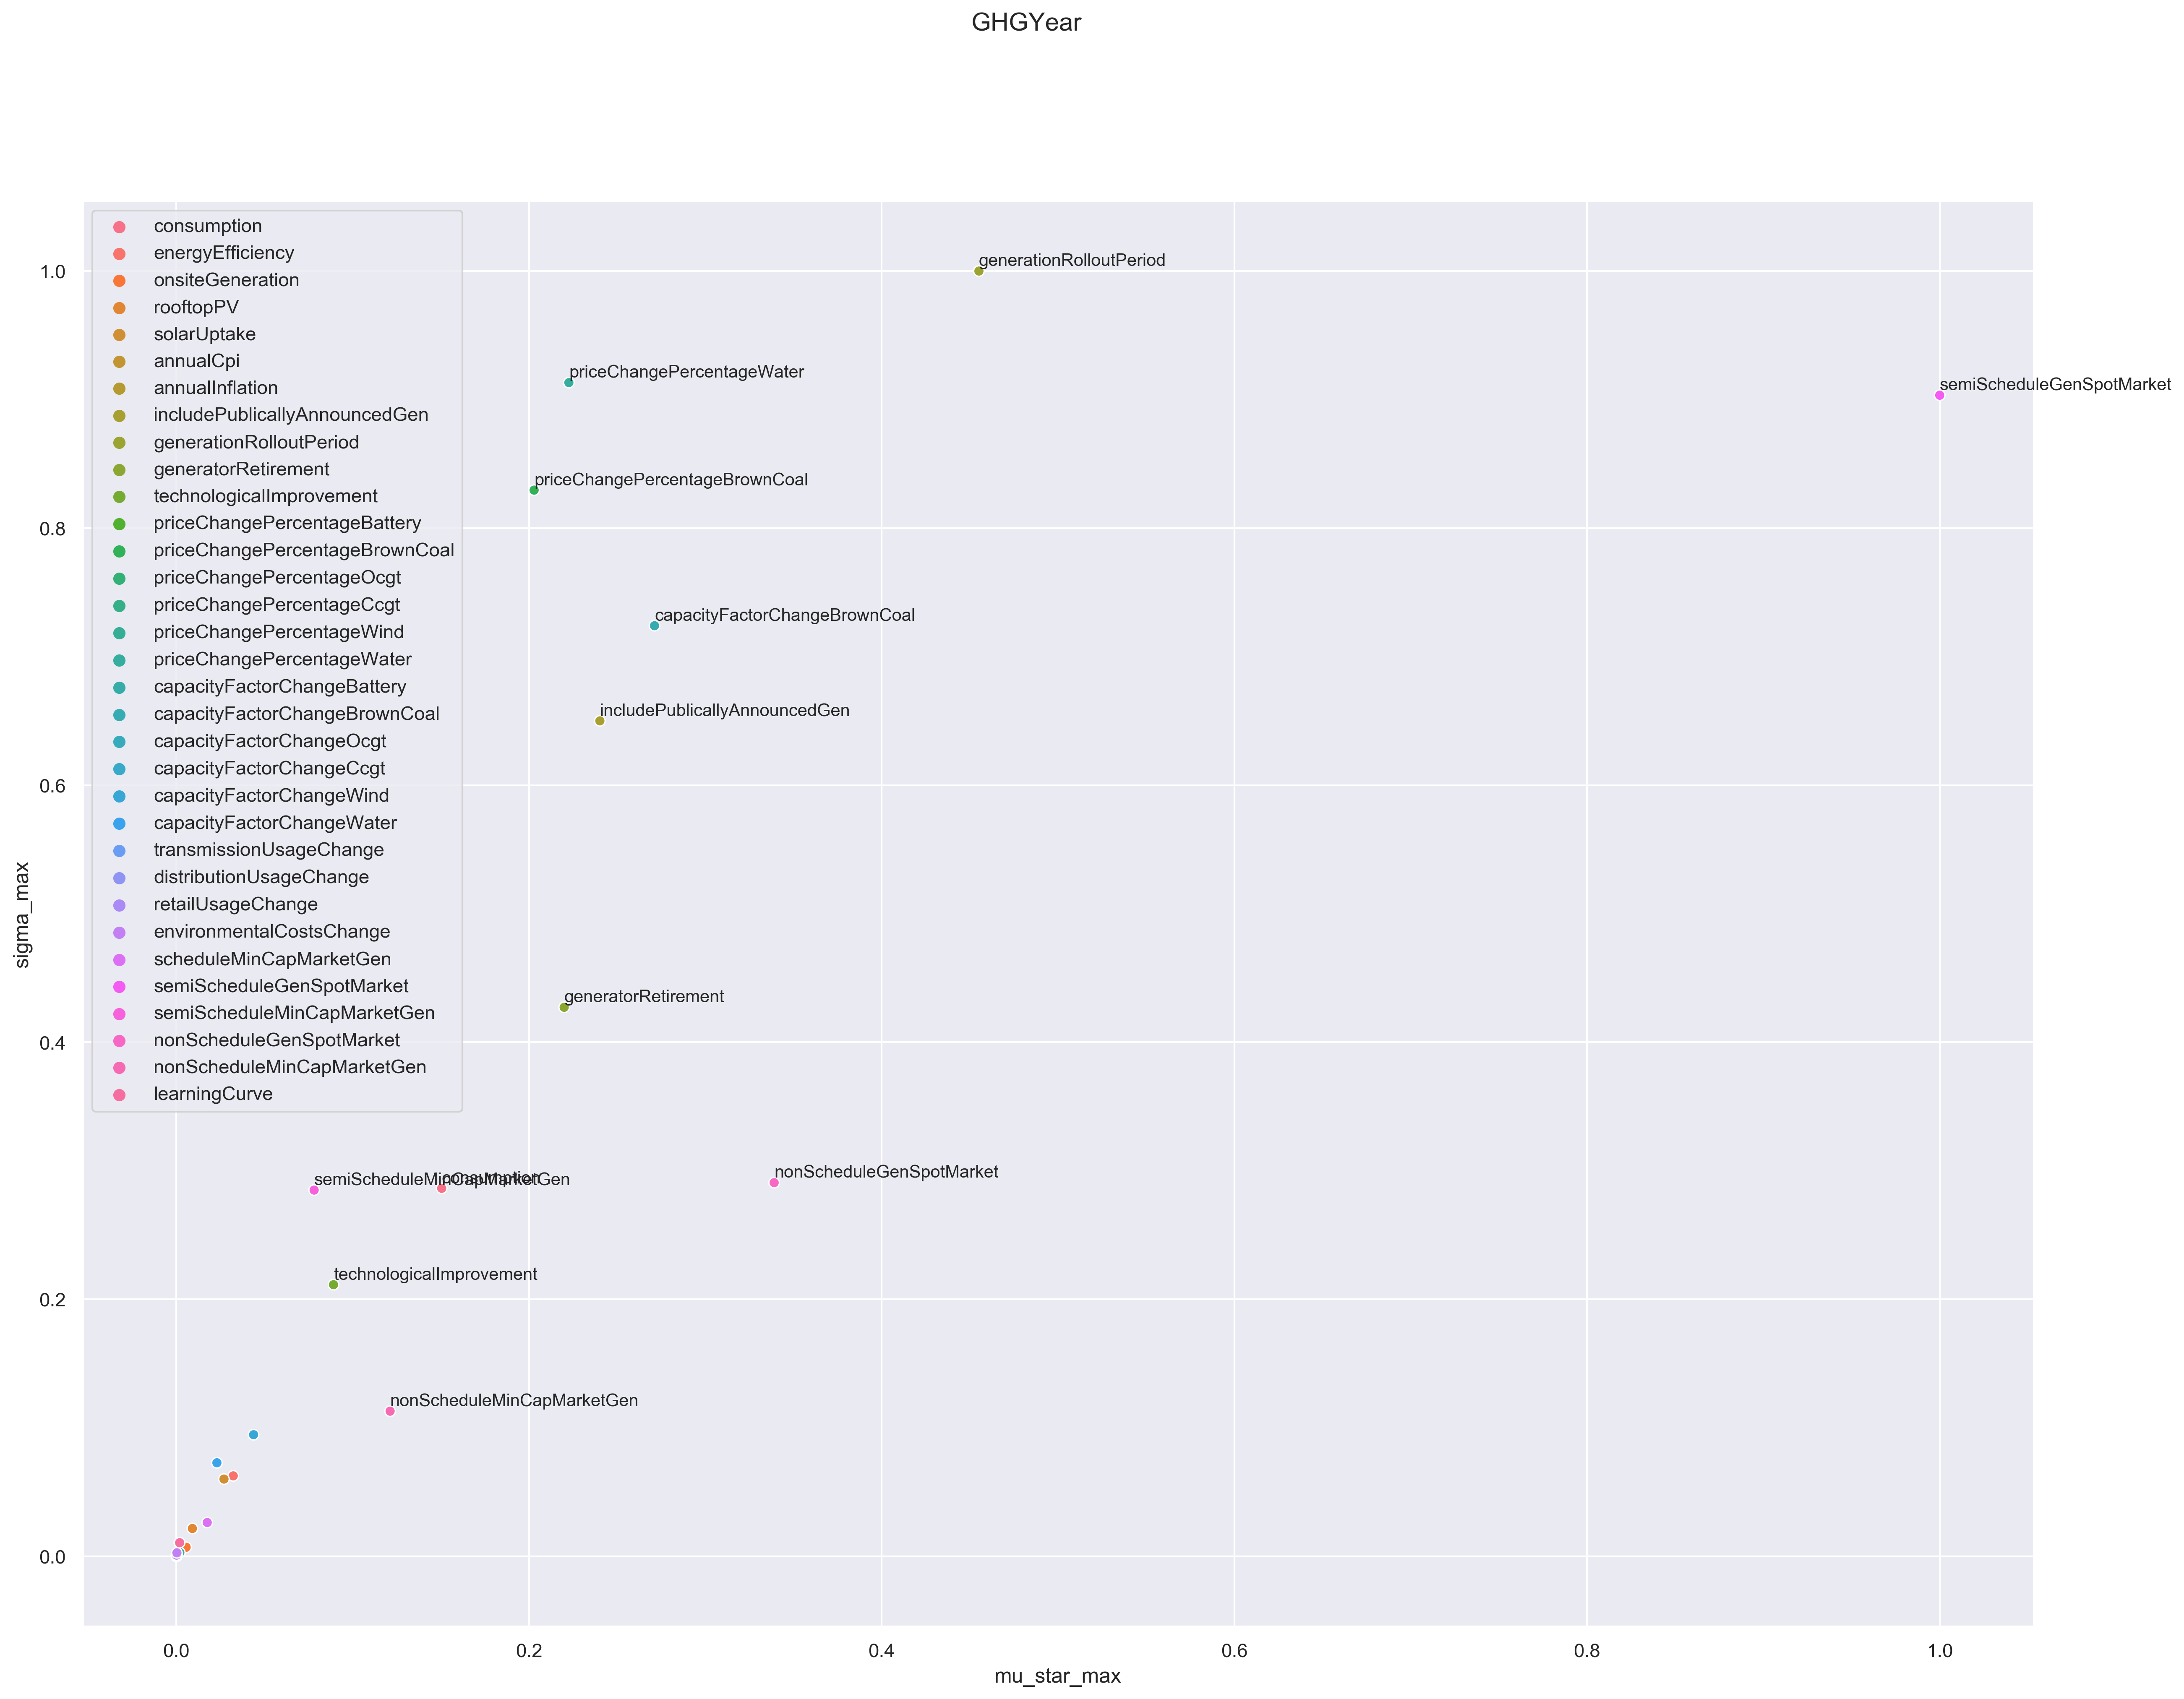 GHGYear
consumption
energyEfficiency
onsiteGeneration
rooftopPV
solarUptake
annualCpi
annualInflation
includePublicallyAnnouncedGen
generationRolloutPeriod
generatorRetirement
technologicalImprovement
priceChangePercentageBattery
priceChangePercentageBrownCoal
priceChangePercentageOcgt
priceChangePercentageCcgt
priceChangePercentageWind
priceChangePercentageWater
capacityFactorChangeBattery
capacityFactorChangeBrownCoal
capacityFactorChangeOcgt
capacityFactorChangeCcgt
capacityFactorChangeWind
capacityFactorChangeWater
transmissionUsageChange
distributionUsageChange
retailUsageChange
environmentalCostsChange
scheduleMinCapMarketGen
semiScheduleGenSpotMarket
semiScheduleMinCapMarketGen
nonScheduleGenSpotMarket
nonScheduleMinCapMarketGen
learningCurve
generationRolloutPeriod
priceChangePercentageWater
semiScheduleGenSpotMarket
priceChangePercentageBrownCoal
capacityFactorChangeBrownCoal
includePublicallyAnnouncedGen
generatorRetirement
nonScheduleGenSpotMarket
semiScheduleMinCapMarketGen
consumption
technologicalImprovement
nonScheduleMinCapMarketGen
1.0
0.8
0.6
0.4
0.2
0.0
sigma_max
0.0
0.2
0.4
0.6
0.8
1.0
mu_star_max